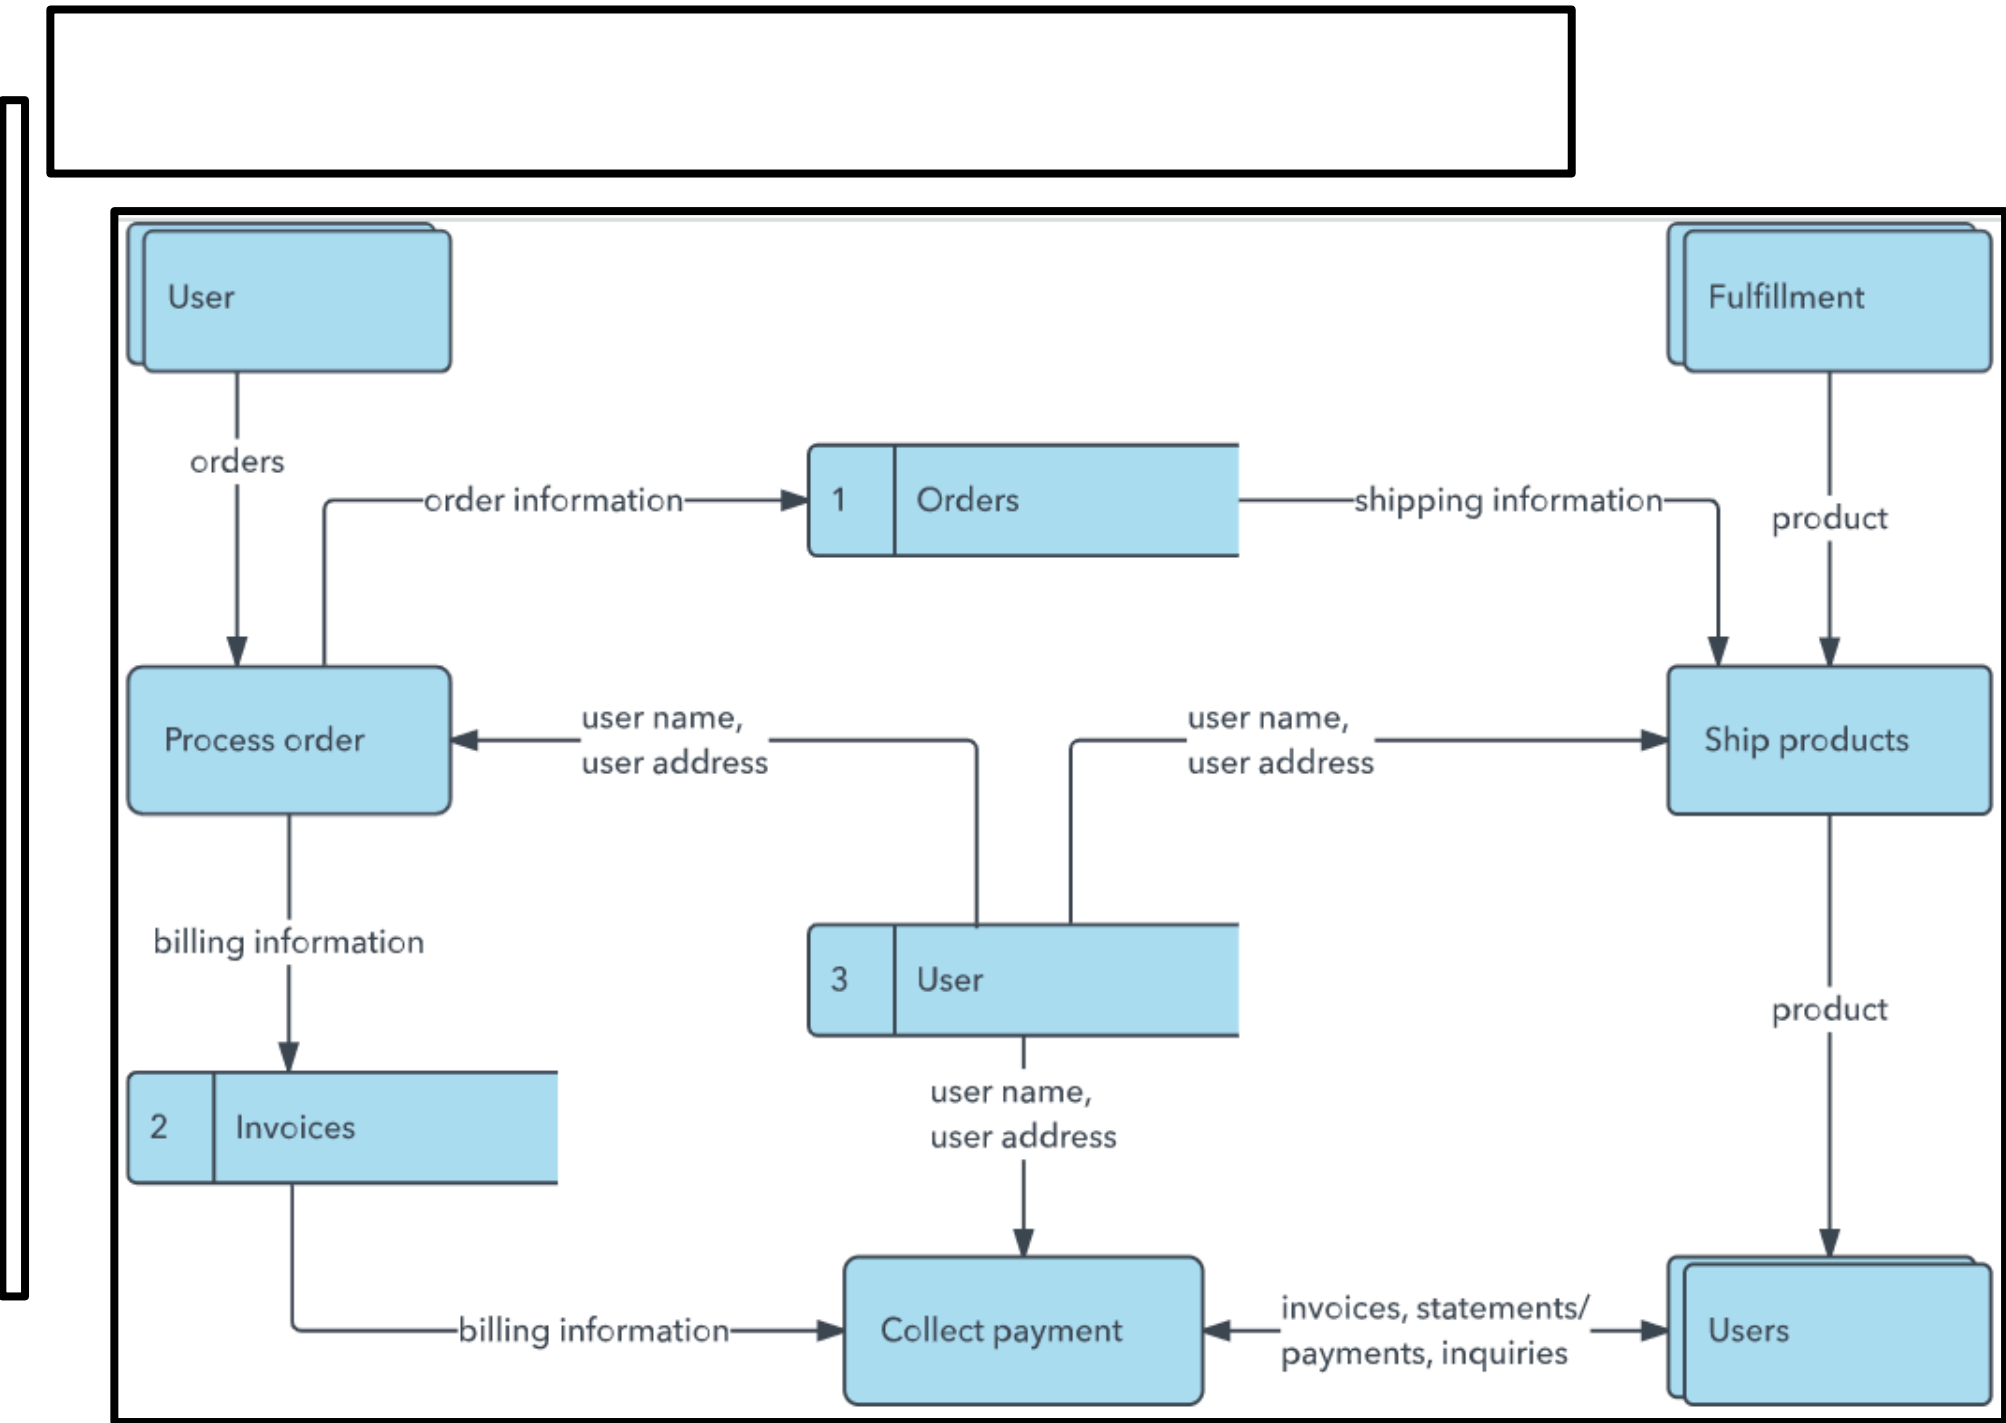 User
Fulfillment
orders
order information
1
Orders
shipping information
product
Process order
user name,
user address
user name,
user address
Ship products
billing information
3
User
product
2
Invoices
user name,
user address
billing information
Collect payment
invoices, statements/
payments, inquiries
Users